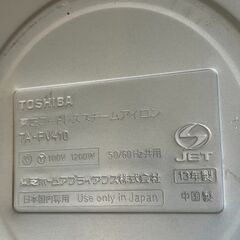 TOSHIBA
東芝コードレススチームアイロン
TA-FV410
100V 1200W 50/60Hz共用
JET
東芝ホームアプライアンス株式会社
13年製
日本国内専用 Use only in Japan
中国製